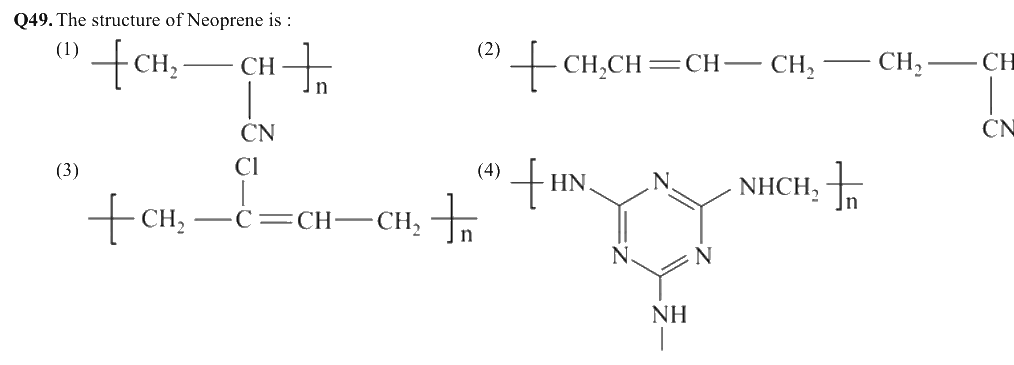 Q49. The structure of Neoprene is :
(1) [ CH₂ — CH ]n
CN
(2) [ CH₂CH = CH — CH₂ — CH₂ — CH
CN
(3) Cl
[ CH₂ — C = CH — CH₂ ]n
(4) [ HN N NHCH₂ ]n
N N
NH